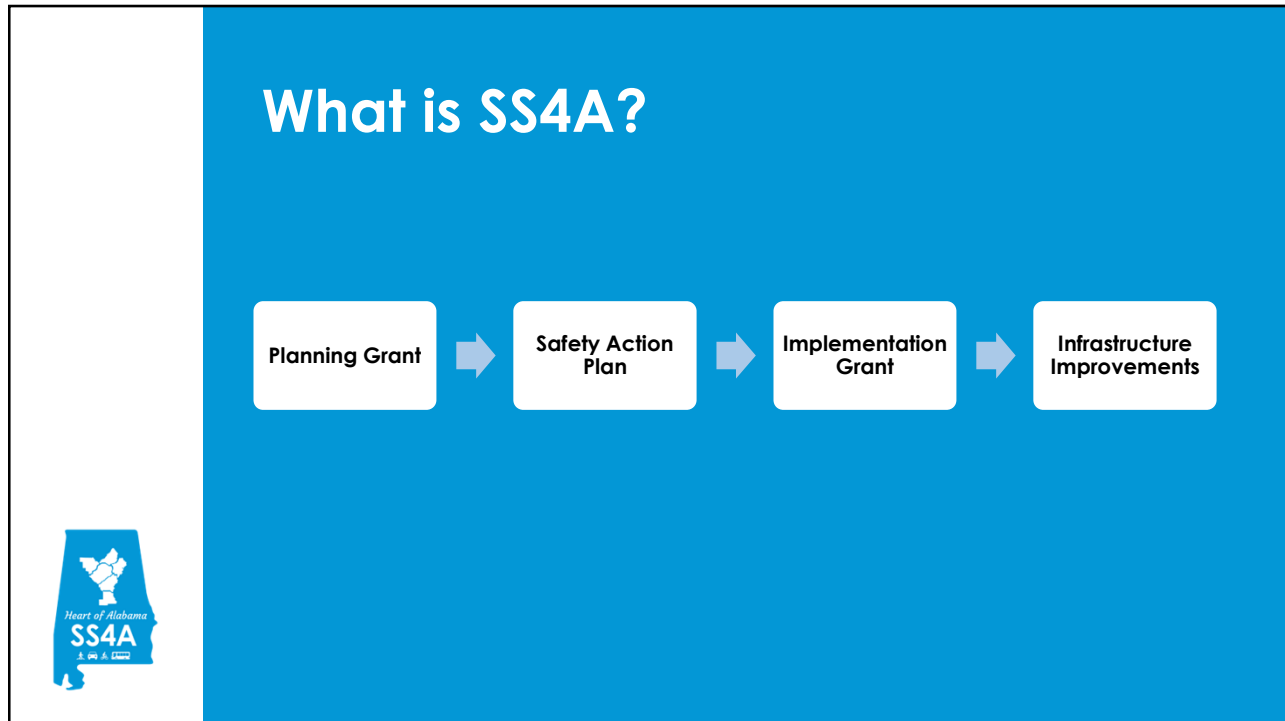 What is SS4A?
Planning Grant
Safety Action
Plan
Implementation
Grant
Infrastructure
Improvements
Heart of Alabama
SS4A